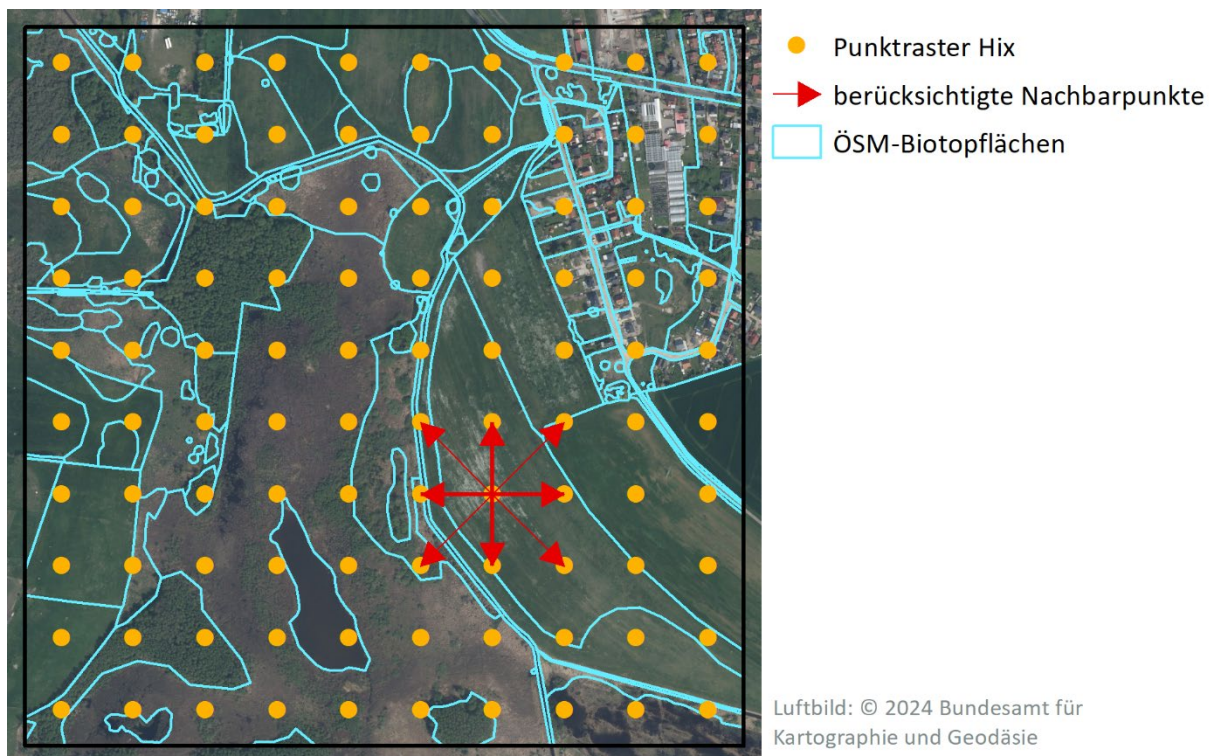 Punktraster Hix
berücksichtigte Nachbarpunkte
ÖSM-Biotopflächen
Luftbild: © 2024 Bundesamt für
Kartographie und Geodäsie